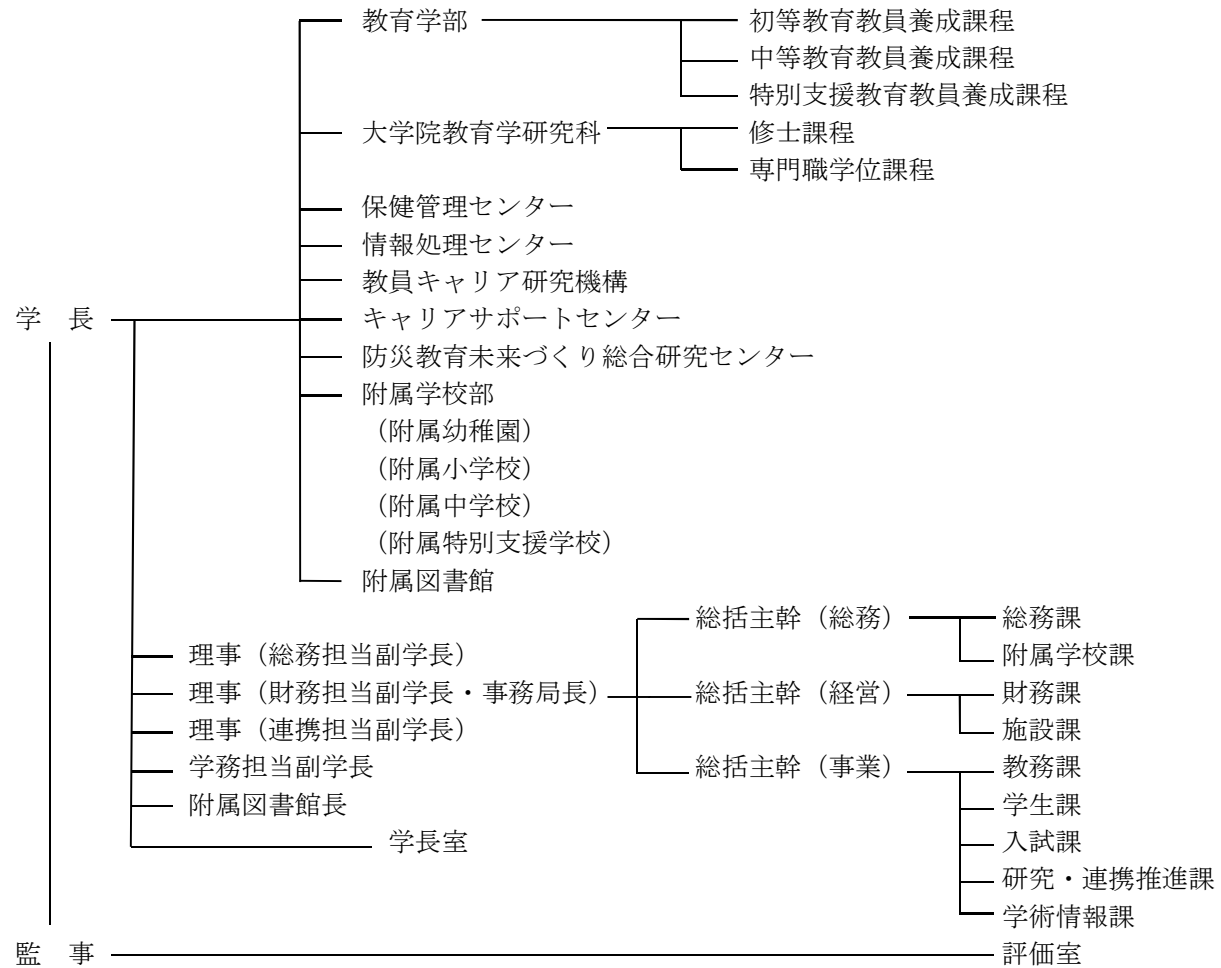 教育学部 初等教育教員養成課程
中等教育教員養成課程
特別支援教育教員養成課程
大学院教育学研究科 修士課程
専門職学位課程
保健管理センター
情報処理センター
教員キャリア研究機構
学 長 キャリアサポートセンター
防災教育未来づくり総合研究センター
附属学校部
（附属幼稚園）
（附属小学校）
（附属中学校）
（附属特別支援学校）
附属図書館
総括主幹（総務） 総務課
理事（総務担当副学長） 附属学校課
理事（財務担当副学長・事務局長） 総括主幹（経営） 財務課
理事（連携担当副学長） 施設課
学務担当副学長 総括主幹（事業） 教務課
附属図書館長 学生課
学長室 入試課
研究・連携推進課
学術情報課
監 事 評価室